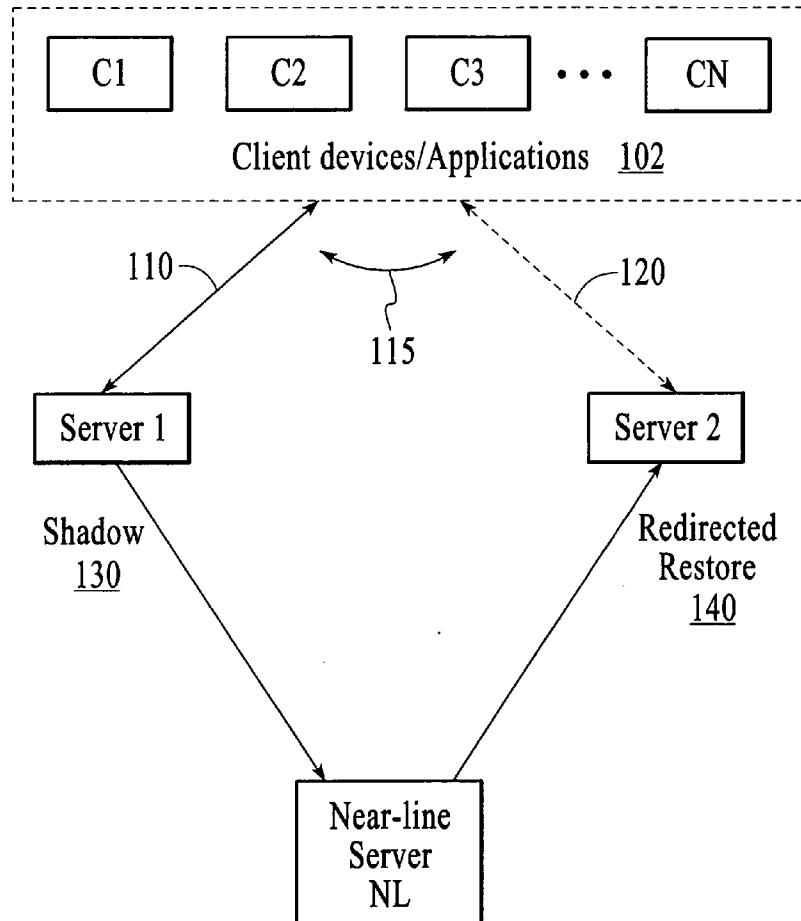 C1 C2 C3 ••• CN
Client devices/Applications 102
110
120
115
Server 1
Server 2
Shadow
130
Redirected
Restore
140
Near-line
Server
NL